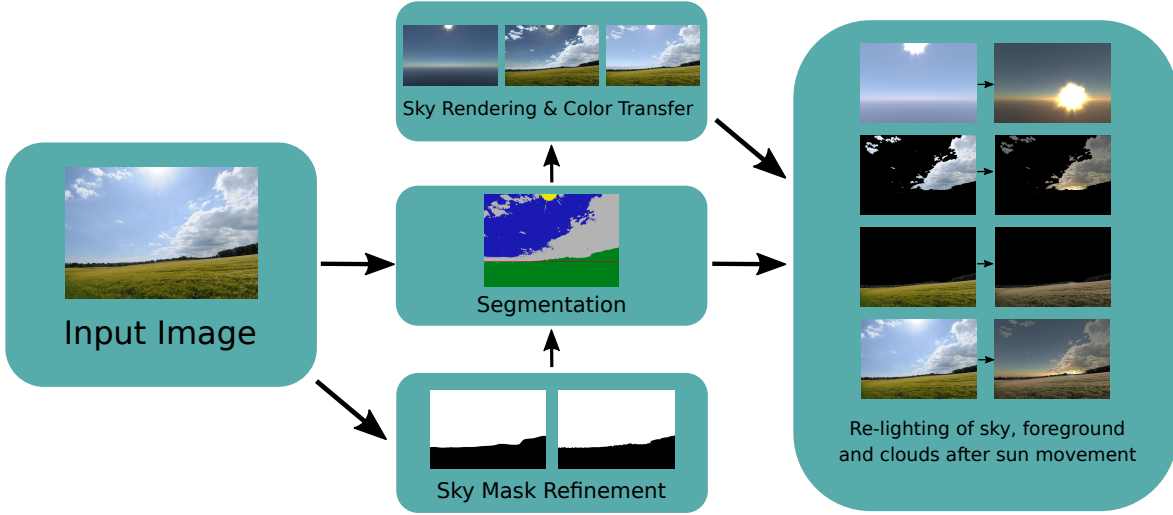 Input Image
Sky Rendering & Color Transfer
Segmentation
Sky Mask Refinement
Re-lighting of sky, foreground
and clouds after sun movement